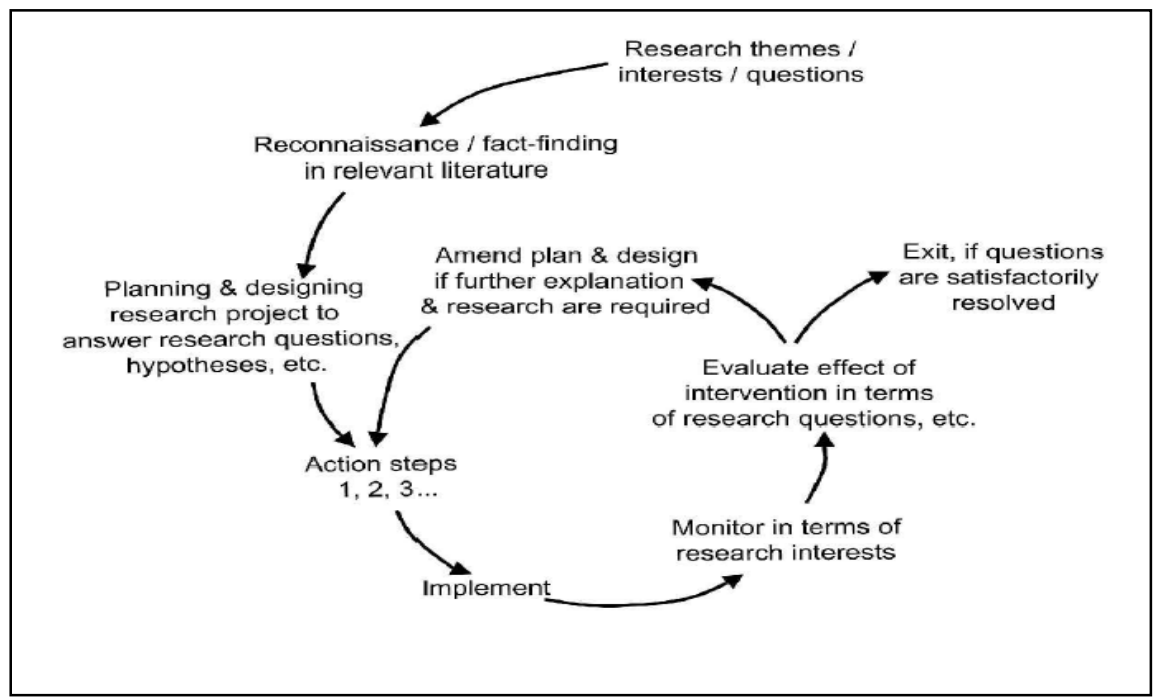 Research themes /
interests / questions
Reconnaissance / fact-finding
in relevant literature
Planning & designing
research project to
answer research questions,
hypotheses, etc.
Amend plan & design
if further explanation
& research are required
Exit, if questions
are satisfactorily
resolved
Evaluate effect of
intervention in terms
of research questions, etc.
Action steps
1, 2, 3...
Monitor in terms of
research interests
Implement